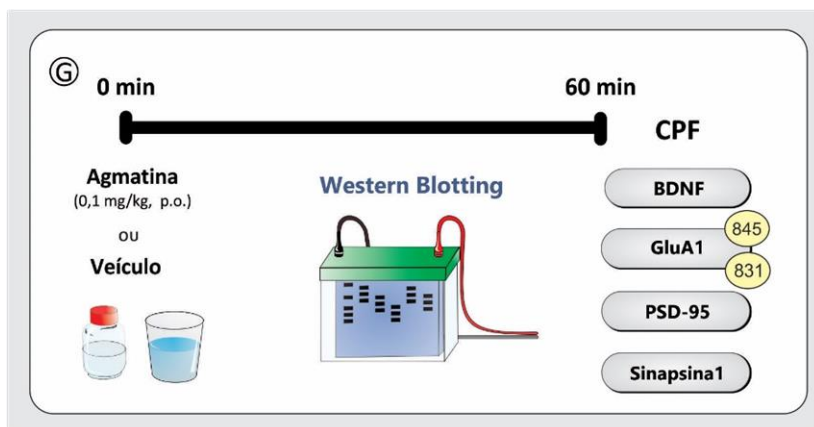 G
0 min
60 min
CPF
Agmatina
(0,1 mg/kg, p.o.)
ou
Veículo
Western Blotting
BDNF
845
GluA1
831
PSD-95
Sinapsina1